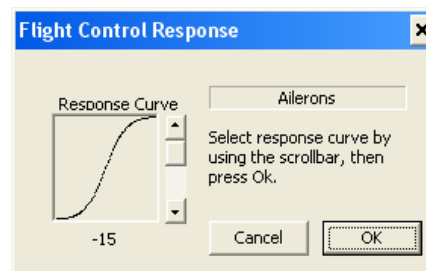 Flight Control Response
Response Curve
Ailerons
Select response curve by
using the scrollbar, then
press Ok.
-15
Cancel
OK